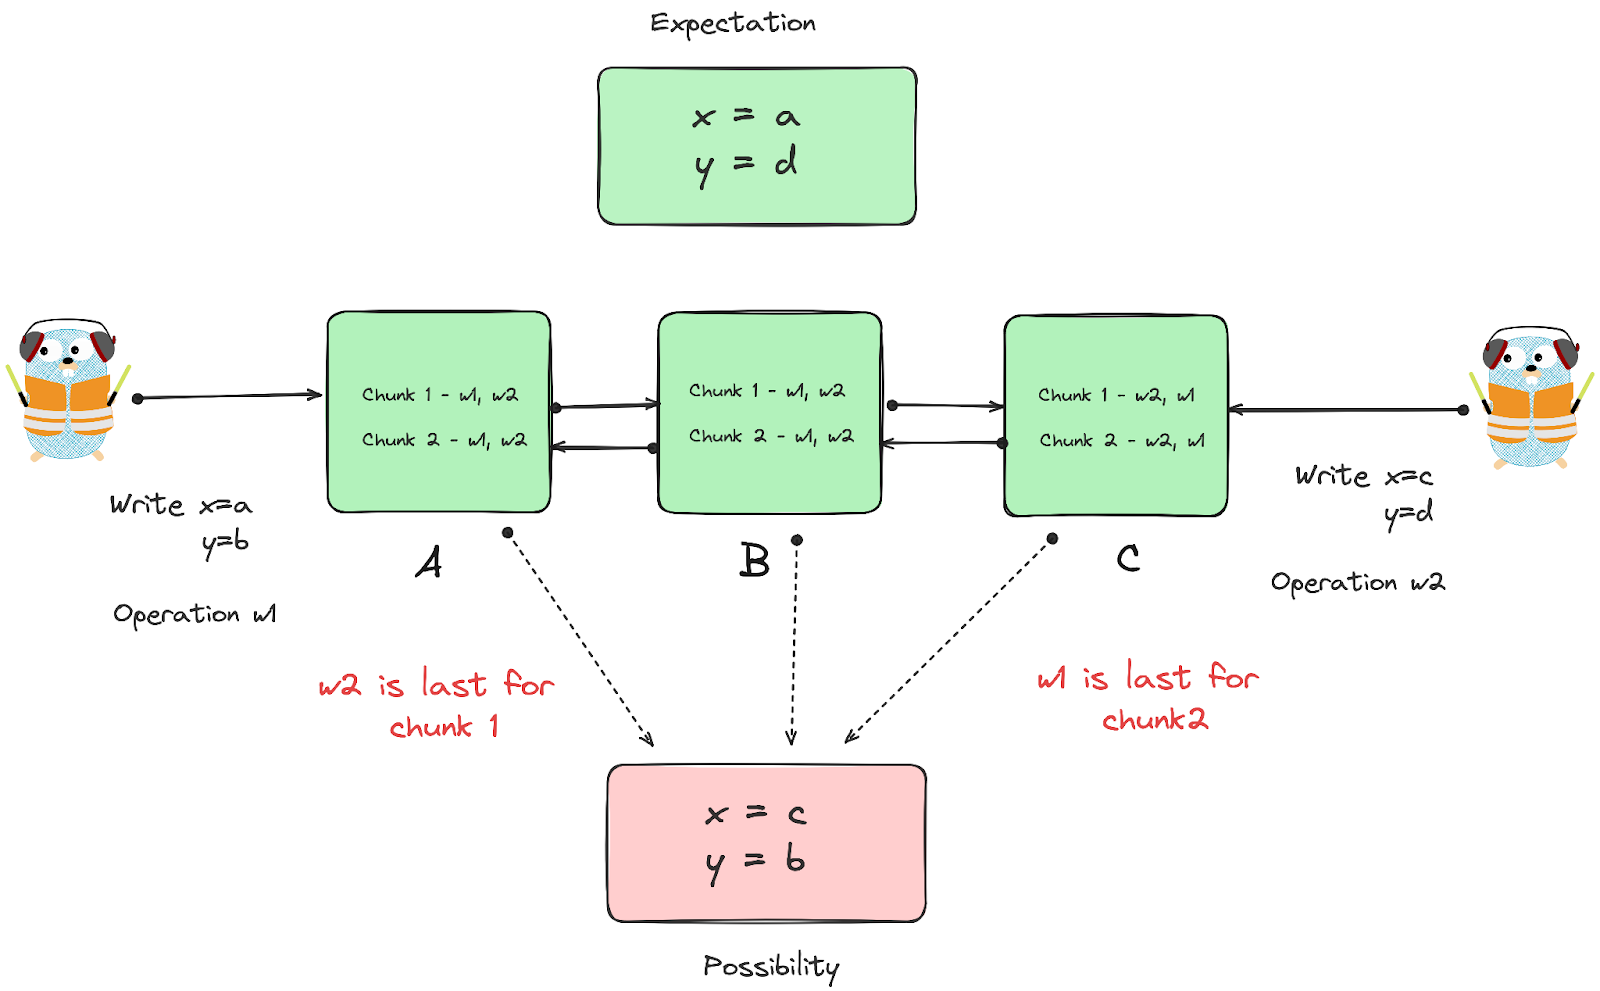 Expectation
x = a
y = d
Chunk 1 - w1, w2
Chunk 2 - w1, w2
Chunk 1 - w1, w2
Chunk 2 - w1, w2
Chunk 1 - w2, w1
Chunk 2 - w2, w1
Write x=a
y=b
Operation w1
A
B
C
Write x=c
y=d
Operation w2
w2 is last for
chunk 1
w1 is last for
chunk2
x = c
y = b
Possibility